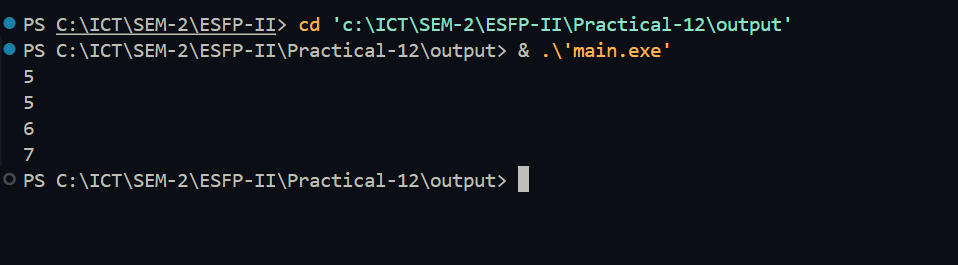 PS C:\ICT\SEM-2\ESFP-II> cd 'c:\ICT\SEM-2\ESFP-II\Practical-12\output'
PS C:\ICT\SEM-2\ESFP-II\Practical-12\output> & .\'main.exe'
5
5
6
7
PS C:\ICT\SEM-2\ESFP-II\Practical-12\output>